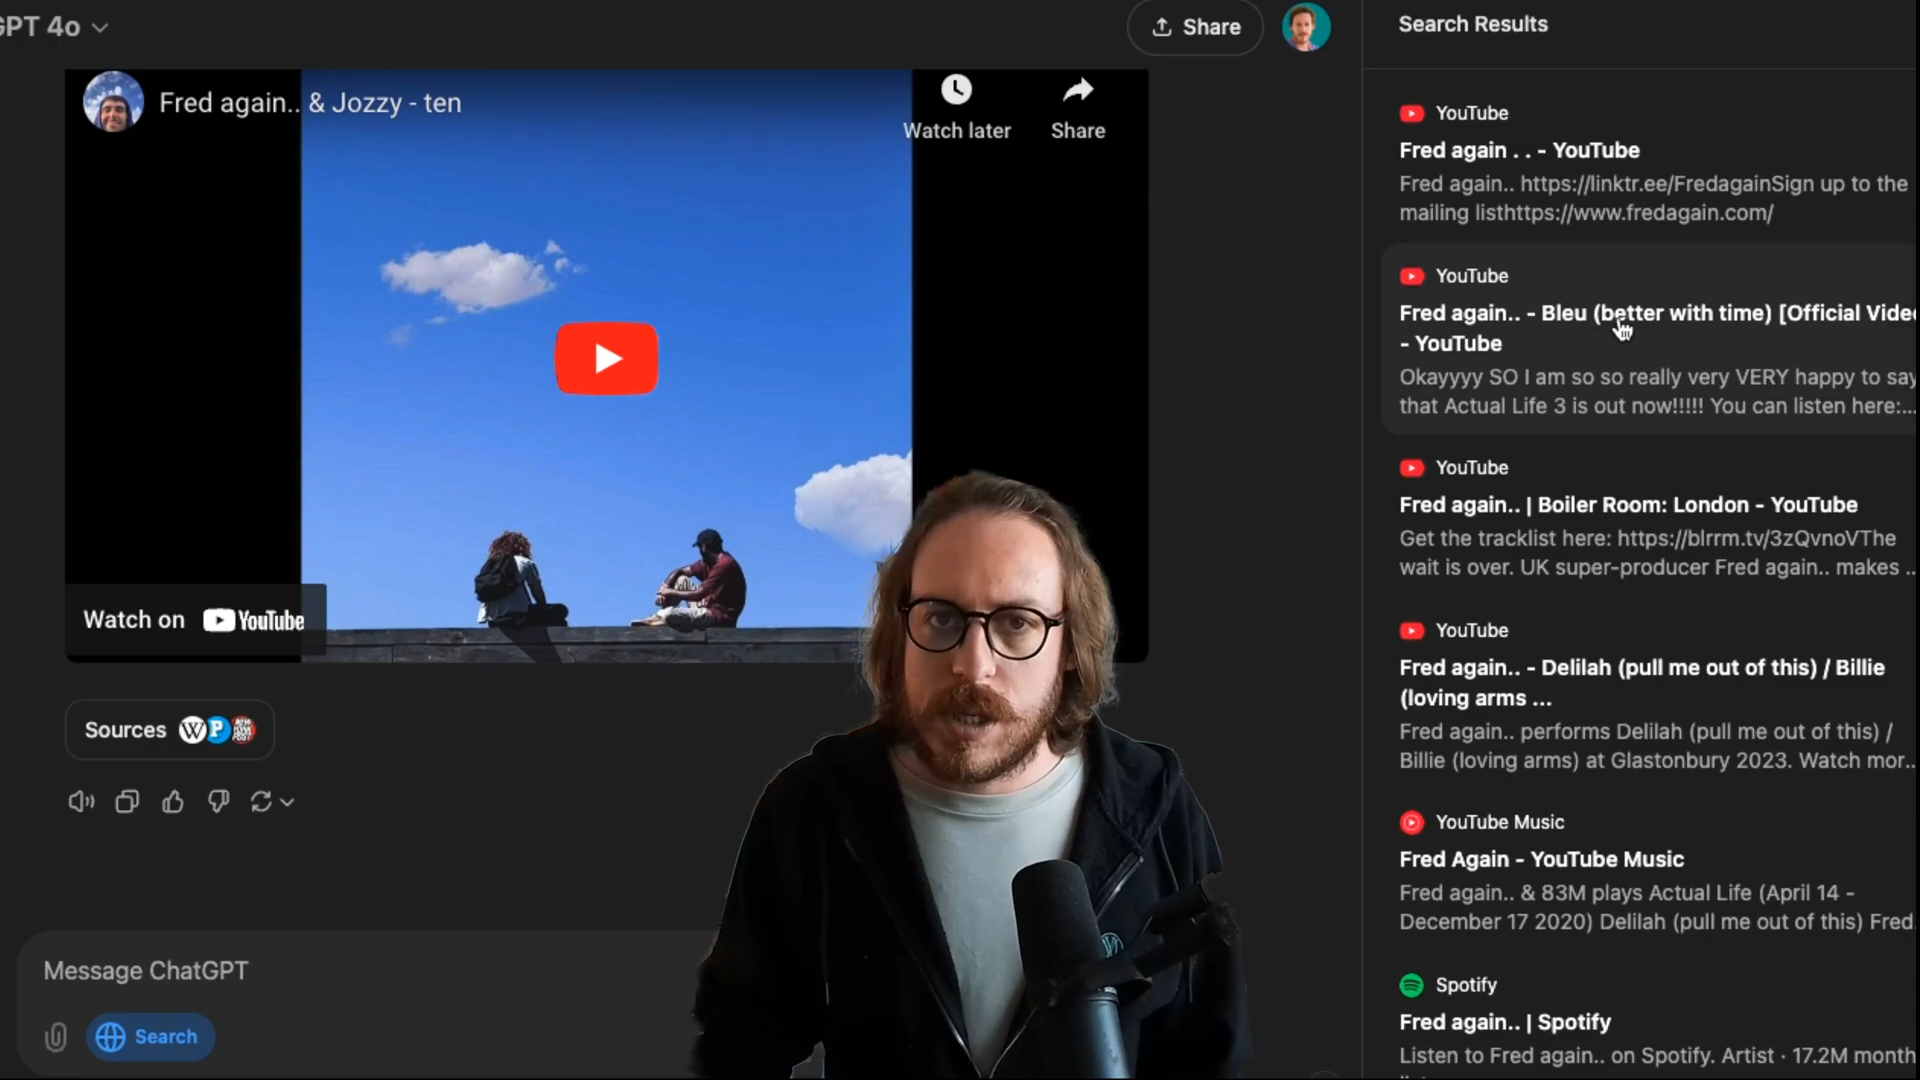 GPT 4o
Share
Search Results
Fred again.. & Jozzy - ten
Watch later
Share
Watch on YouTube
Sources
W P
Message ChatGPT
Search
YouTube
Fred again . . - YouTube
Fred again.. https://linktr.ee/FredagainSign up to the
mailing listhttps://www.fredagain.com/
YouTube
Fred again.. - Bleu (better with time) [Official Video
- YouTube
Okayyyy SO I am so so really very VERY happy to say
that Actual Life 3 is out now!!!!! You can listen here:...
YouTube
Fred again.. | Boiler Room: London - YouTube
Get the tracklist here: https://blrrm.tv/3zQvnoVThe
wait is over. UK super-producer Fred again.. makes ..
YouTube
Fred again.. - Delilah (pull me out of this) / Billie
(loving arms ...
Fred again.. performs Delilah (pull me out of this) /
Billie (loving arms) at Glastonbury 2023. Watch mor..
YouTube Music
Fred Again - YouTube Music
Fred again.. & 83M plays Actual Life (April 14 -
December 17 2020) Delilah (pull me out of this) Fred
Spotify
Fred again.. | Spotify
Listen to Fred again.. on Spotify. Artist · 17.2M month